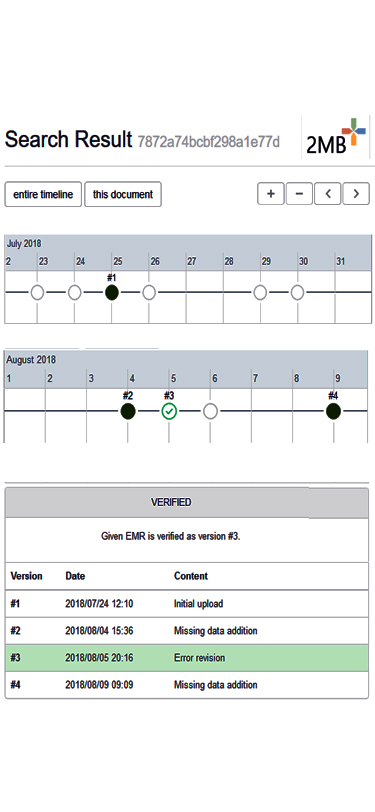 Search Result 7872a74bcbf298a1e77d
2MB
entire timeline this document + − < >
July 2018
2 23 24 25 26 27 28 29 30 31
#1
August 2018
1 2 3 4 5 6 7 8 9
#2 #3 #4
VERIFIED
Given EMR is verified as version #3.
Version Date Content
#1 2018/07/24 12:10 Initial upload
#2 2018/08/04 15:36 Missing data addition
#3 2018/08/05 20:16 Error revision
#4 2018/08/09 09:09 Missing data addition